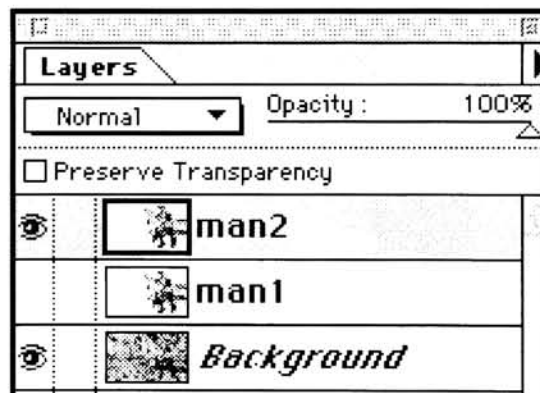 Layers
Normal Opacity: 100%
Preserve Transparency
man2
man1
Background